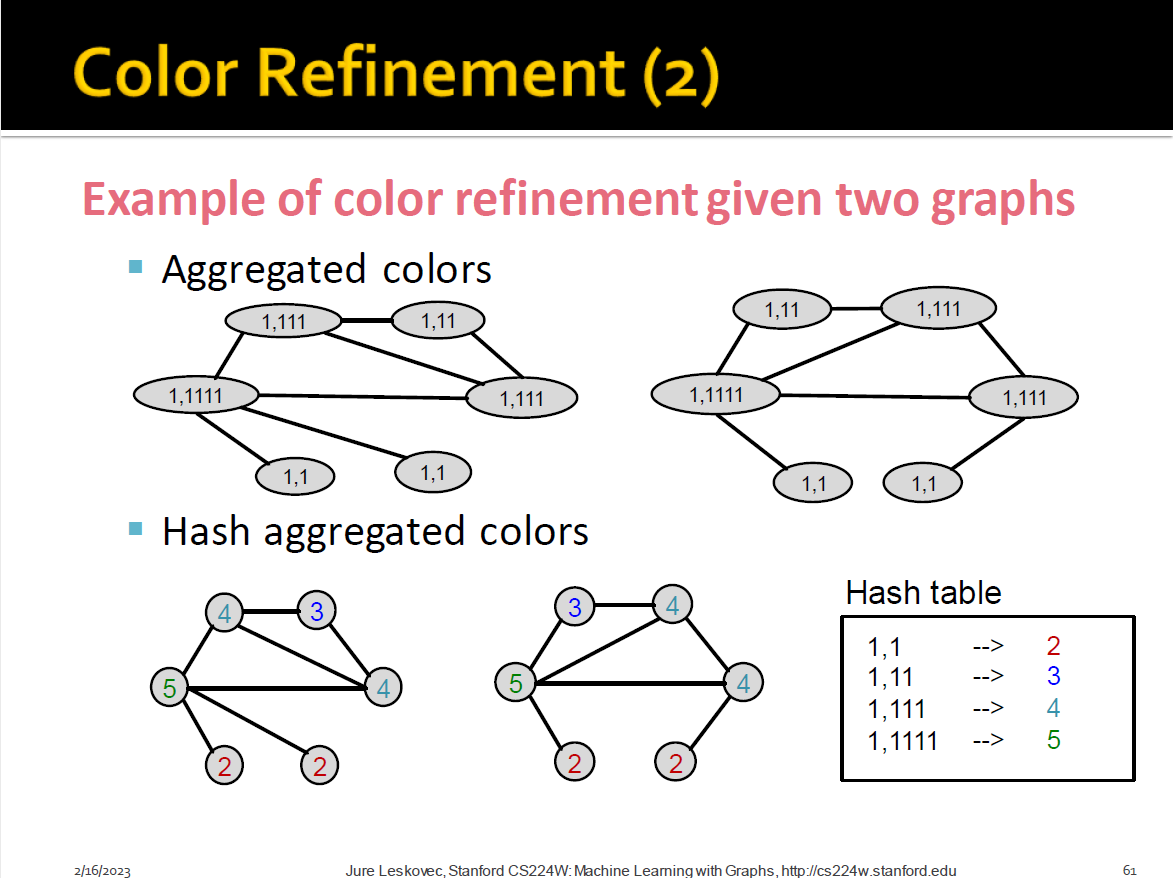 Color Refinement (2)
Example of color refinement given two graphs
Aggregated colors
1,111 1,11
1,1111 1,111
1,1 1,1
1,11 1,111
1,1111 1,111
1,1 1,1
Hash aggregated colors
4 3
5 4
2 2
3 4
5 4
2 2
Hash table
1,1 --> 2
1,11 --> 3
1,111 --> 4
1,1111 --> 5
2/16/2023 Jure Leskovec, Stanford CS224W: Machine Learning with Graphs, http://cs224w.stanford.edu 61